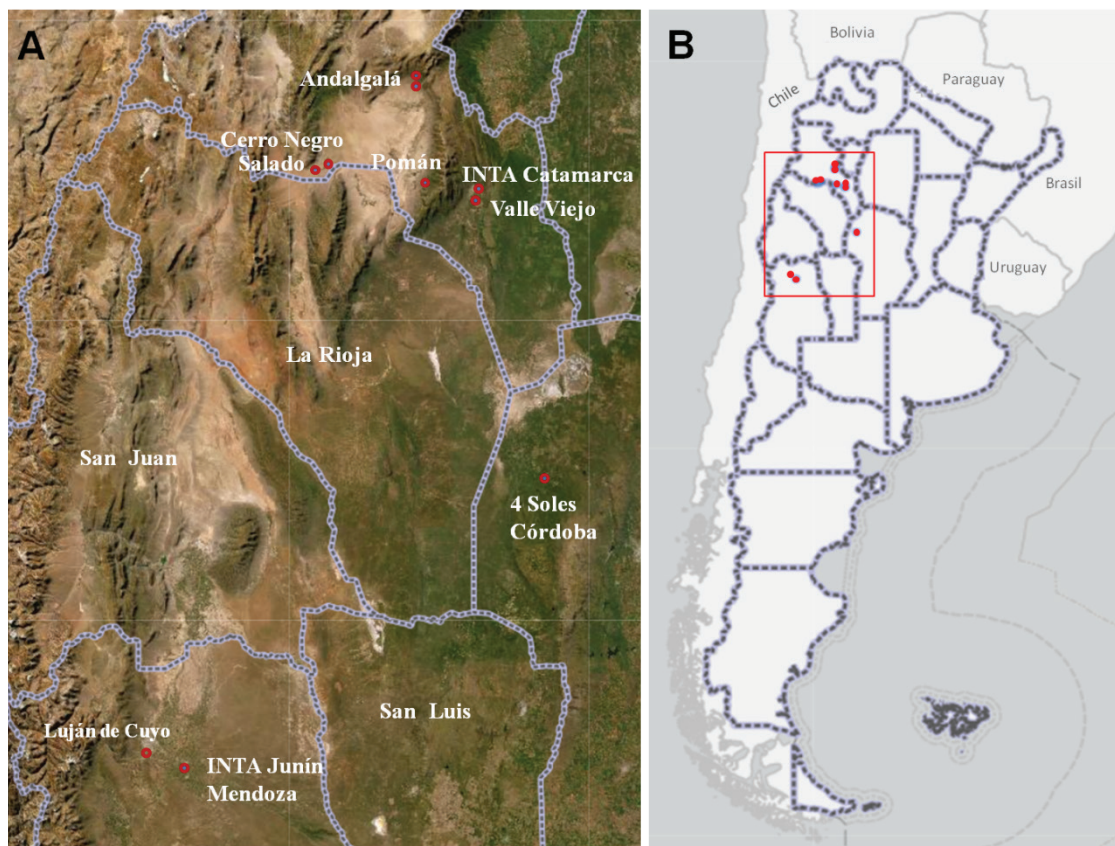 A
Andalgalá
Cerro Negro
Salado
Pomán
INTA Catamarca
Valle Viejo
La Rioja
San Juan
4 Soles
Córdoba
San Luis
Luján de Cuyo
INTA Junín
Mendoza
B
Bolivia
Paraguay
Chile
Brasil
Uruguay